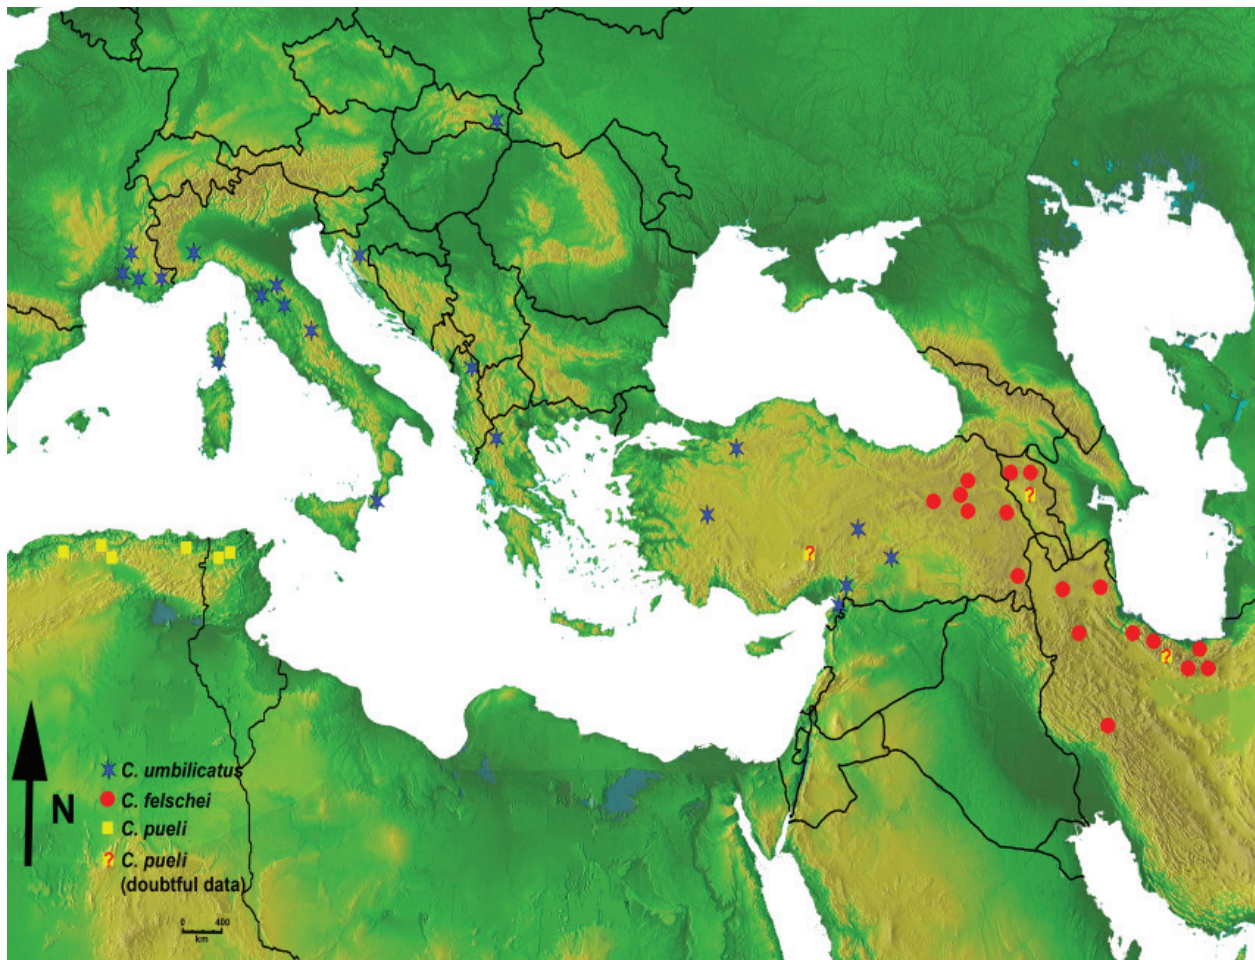 ?
?
?
N
C. umbilicatus
C. felschei
C. pueli
? C. pueli
(doubtful data)
0 400
km